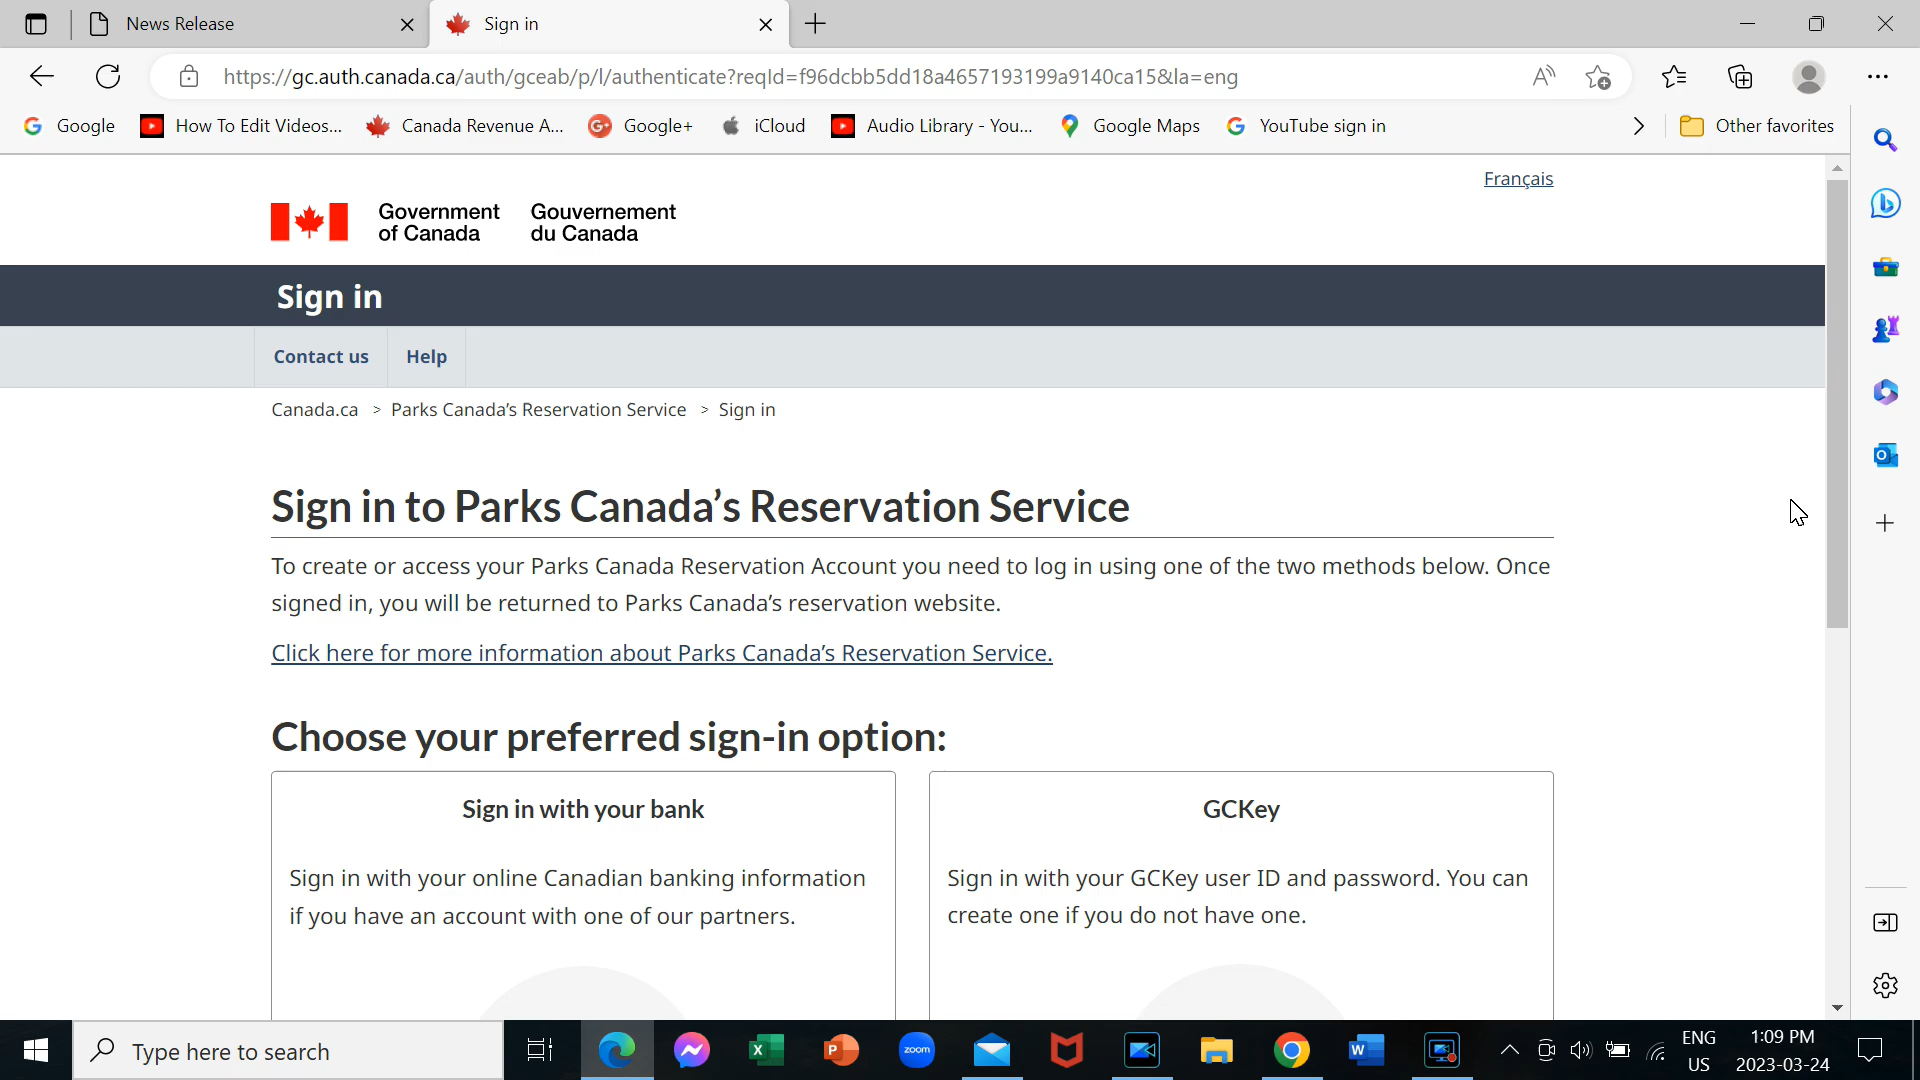 News Release
Sign in
https://gc.auth.canada.ca/auth/gceab/p/l/authenticate?reqId=f96dcbb5dd18a4657193199a9140ca15&la=eng
Google
How To Edit Videos...
Canada Revenue A...
Google+
iCloud
Audio Library - You...
Google Maps
YouTube sign in
Other favorites
Français
Government of Canada
Gouvernement du Canada
Sign in
Contact us
Help
Canada.ca > Parks Canada's Reservation Service > Sign in
Sign in to Parks Canada's Reservation Service
To create or access your Parks Canada Reservation Account you need to log in using one of the two methods below. Once
signed in, you will be returned to Parks Canada's reservation website.
Click here for more information about Parks Canada's Reservation Service.
Choose your preferred sign-in option:
Sign in with your bank
Sign in with your online Canadian banking information
if you have an account with one of our partners.
GCKey
Sign in with your GCKey user ID and password. You can
create one if you do not have one.
Type here to search
zoom
ENG
US
1:09 PM
2023-03-24